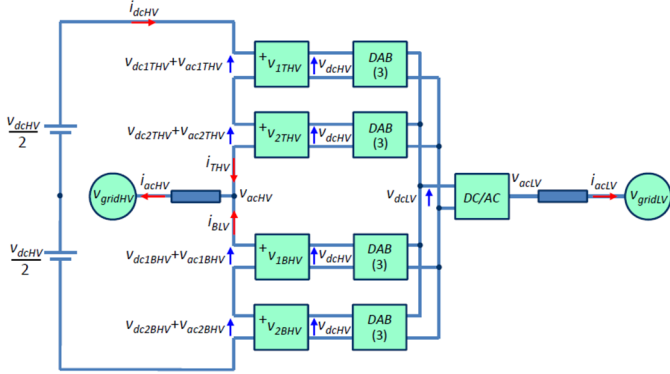 i_dcHV
v_dc1THV+v_ac1THV
+
v_1THV
v_dcHV
DAB
(3)
v_dcHV
2
v_dc2THV+v_ac2THV
+
v_2THV
v_dcHV
DAB
(3)
i_THV
i_acHV
v_gridHV
v_acHV
i_BLV
v_dcLV
DC/AC
v_acLV
i_acLV
v_gridLV
v_dcHV
2
v_dc1BHV+v_ac1BHV
+
v_1BHV
v_dcHV
DAB
(3)
v_dc2BHV+v_ac2BHV
+
v_2BHV
v_dcHV
DAB
(3)